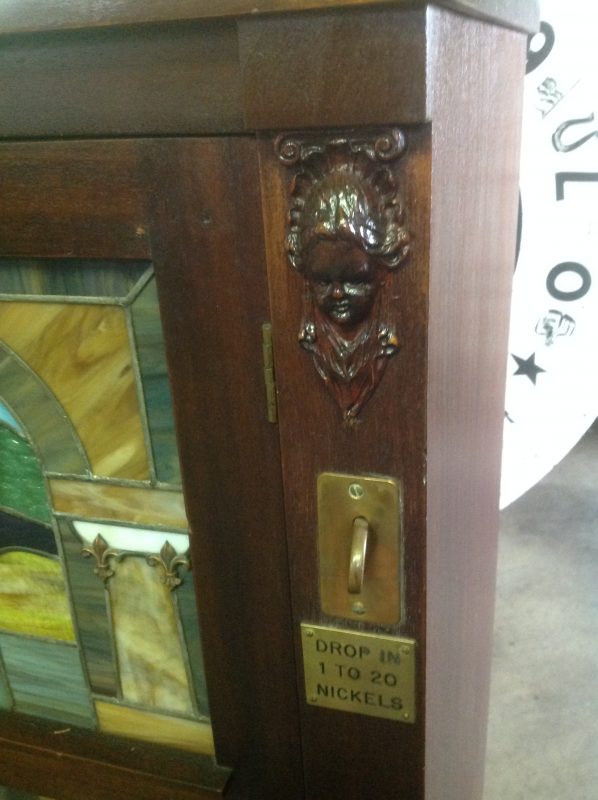 DROP IN
1 TO 20
NICKELS
U
L
O